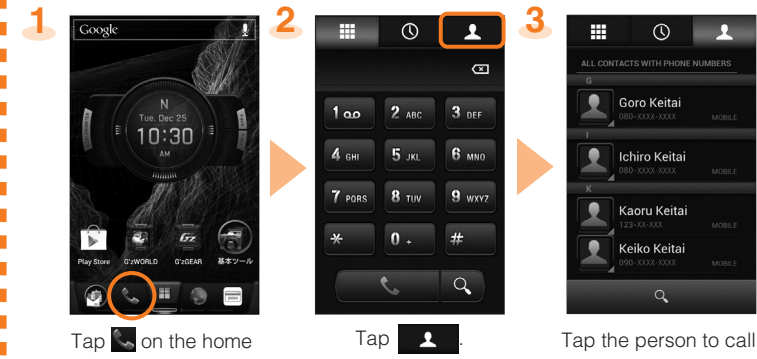 1
Google
N
Tue. Dec 25
10:30
AM
Play Store
G'zWORLD
G'zGEAR
基本ツール
Tap on the home
2
1
2 ABC
3 DEF
4 GHI
5 JKL
6 MNO
7 PQRS
8 TUV
9 WXYZ
*
0 +
#
Tap .
3
ALL CONTACTS WITH PHONE NUMBERS
G
Goro Keitai
080-XXXX-XXXX MOBILE
I
Ichiro Keitai
080-XXXX-XXXX MOBILE
K
Kaoru Keitai
123-XX-XXX MOBILE
Keiko Keitai
090-XXXX-XXXX MOBILE
Tap the person to call